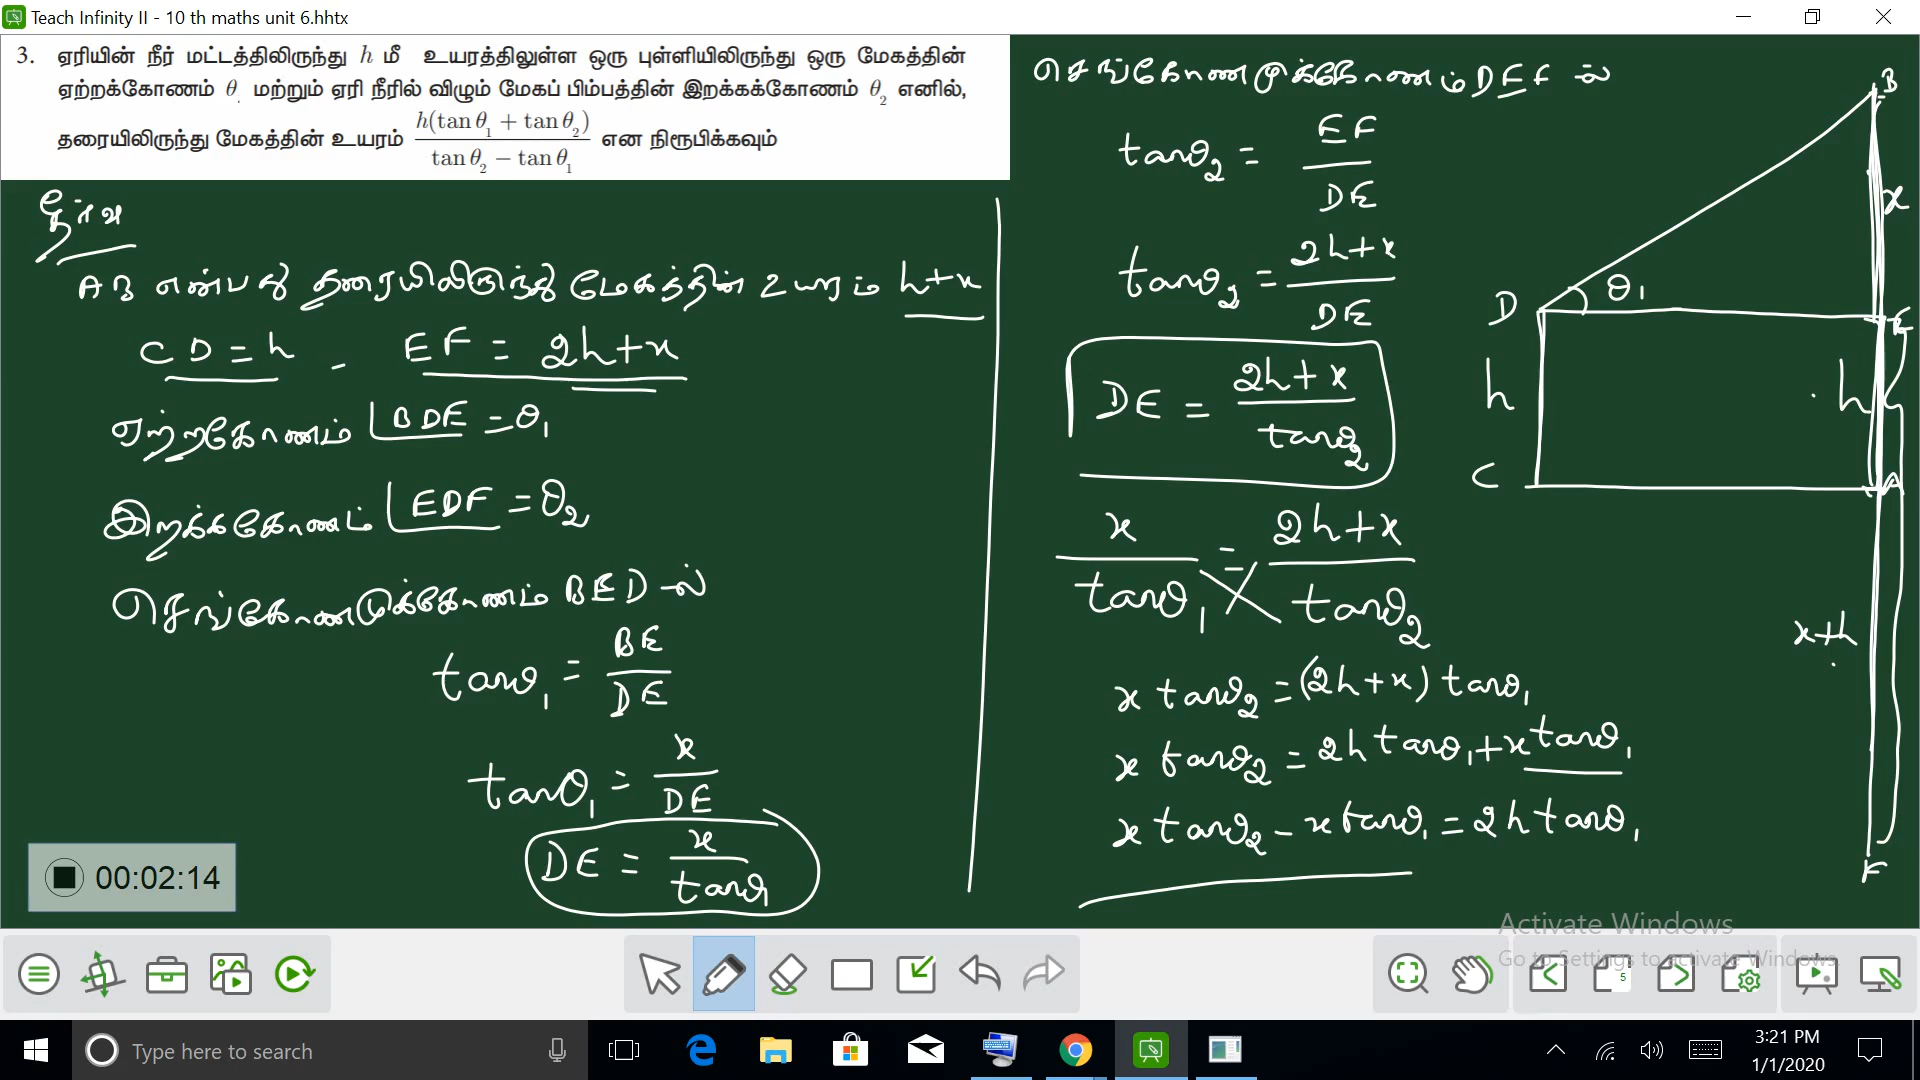 Teach Infinity II - 10 th maths unit 6.hhtx
3. ஏரியின் நீர் மட்டத்திலிருந்து h மீ உயரத்திலுள்ள ஒரு புள்ளியிலிருந்து ஒரு மேகத்தின்
ஏற்றக்கோணம் θ₁ மற்றும் ஏரி நீரில் விழும் மேகப் பிம்பத்தின் இறக்கக்கோணம் θ₂ எனில்,
தரையிலிருந்து மேகத்தின் உயரம் h(tan θ₁ + tan θ₂) / (tan θ₂ − tan θ₁) என நிரூபிக்கவும்
தீர்வு
AB என்பது தரையிலிருந்து மேகத்தின் உயரம் h+x
CD = h - EF = 2h+x
ஏற்றகோணம் ∠BDE = θ₁
இறக்ககோணம் ∠EDF = θ₂
செங்கோணமுக்கோணம் BED-ல்
tanθ₁ = BE / DE
tanθ₁ = x / DE
DE = x / tanθ₁
செங்கோணமுக்கோணம் DEF ல்
tanθ₂ = EF / DE
tanθ₂ = 2h+x / DE
DE = 2h+x / tanθ₂
x / tanθ₁ = 2h+x / tanθ₂
x tanθ₂ = (2h+x) tanθ₁
x tanθ₂ = 2h tanθ₁ + x tanθ₁
x tanθ₂ − x tanθ₁ = 2h tanθ₁
B
x
D θ₁ E
h h
C A
x+h
F
00:02:14
Activate Windows
Go to Settings to activate Windows.
5
Type here to search
3:21 PM
1/1/2020